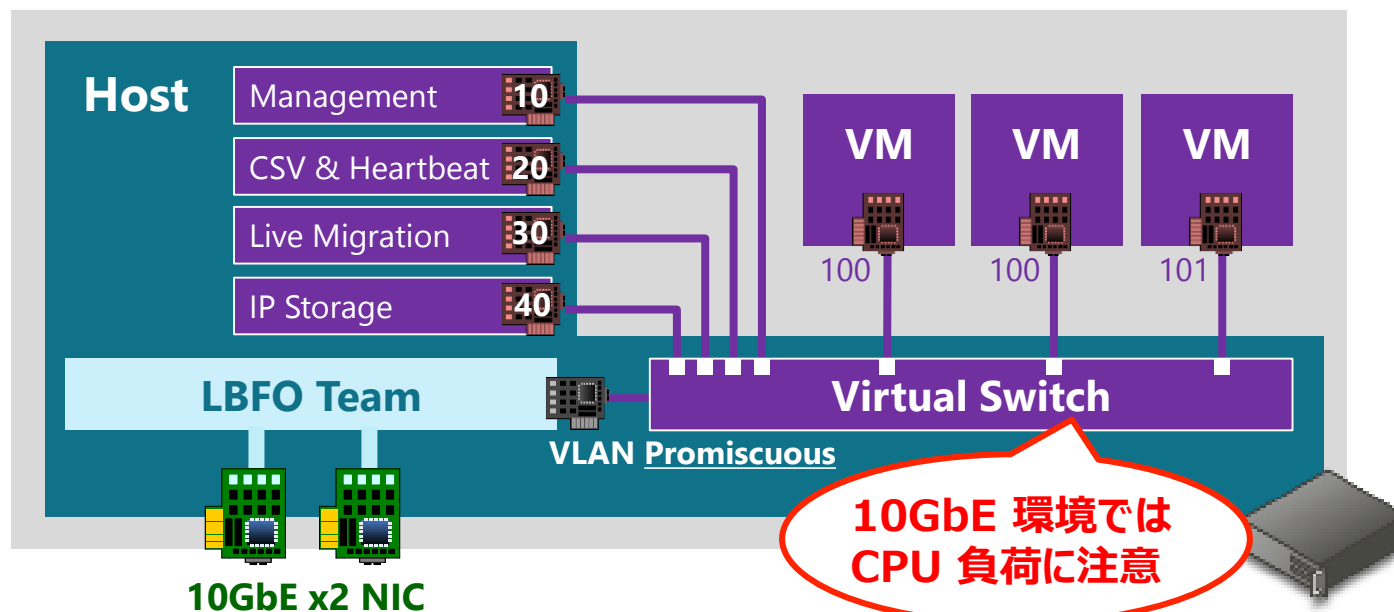 Host
Management 10
CSV & Heartbeat 20
Live Migration 30
IP Storage 40
VM VM VM
100 100 101
LBFO Team
Virtual Switch
VLAN Promiscuous
10GbE 環境では
CPU 負荷に注意
10GbE x2 NIC